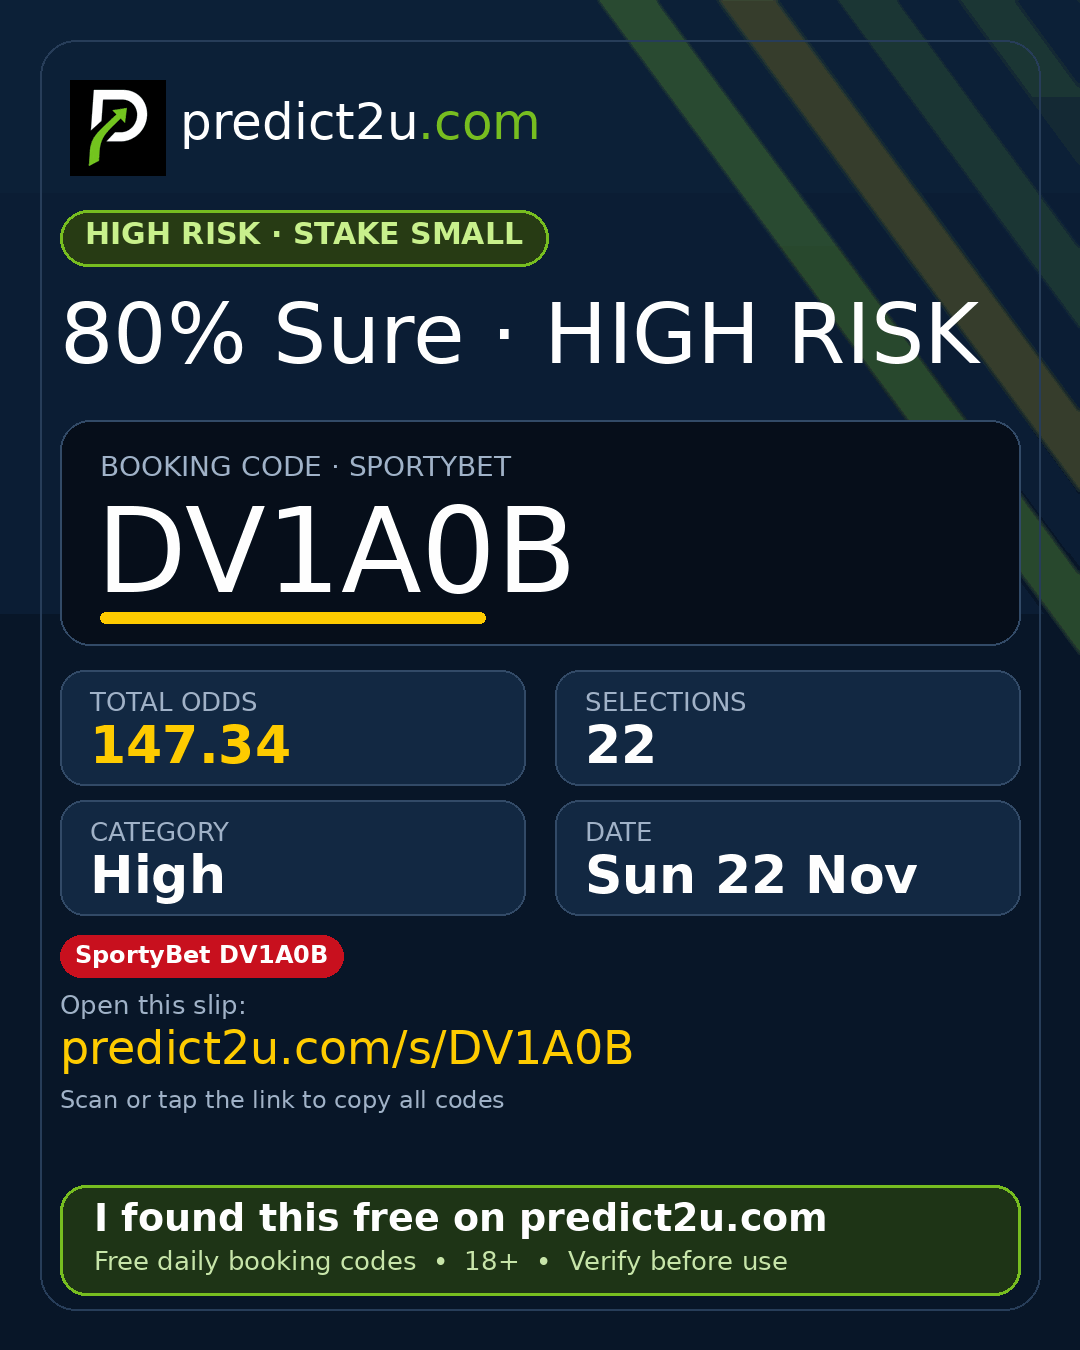 predict2u.com
HIGH RISK · STAKE SMALL
80% Sure · HIGH RISK
BOOKING CODE · SPORTYBET
DV1A0B
TOTAL ODDS
147.34
SELECTIONS
22
CATEGORY
High
DATE
Sun 22 Nov
SportyBet DV1A0B
Open this slip:
predict2u.com/s/DV1A0B
Scan or tap the link to copy all codes
I found this free on predict2u.com
Free daily booking codes • 18+ • Verify before use